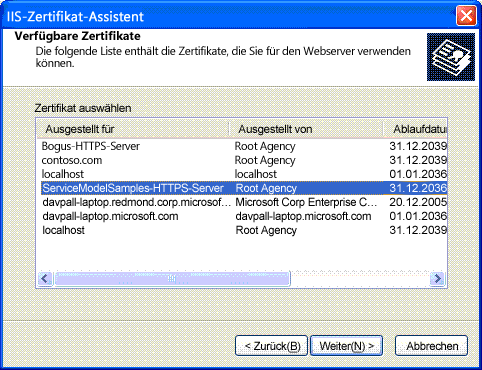 IIS-Zertifikat-Assistent
Verfügbare Zertifikate
Die folgende Liste enthält die Zertifikate, die Sie für den Webserver verwenden
können.
Zertifikat auswählen
Ausgestellt für Ausgestellt von Ablaufdatu
Bogus-HTTPS-Server Root Agency 31.12.2039
contoso.com Root Agency 31.12.2039
localhost localhost 01.01.2036
ServiceModelSamples-HTTPS-Server Root Agency 31.12.2036
davpall-laptop.redmond.corp.microsof... Microsoft Corp Enterprise C... 20.12.2005
davpall-laptop.microsoft.com davpall-laptop.microsoft.com 01.01.2036
localhost Root Agency 31.12.2039
< Zurück(B) Weiter(N) > Abbrechen